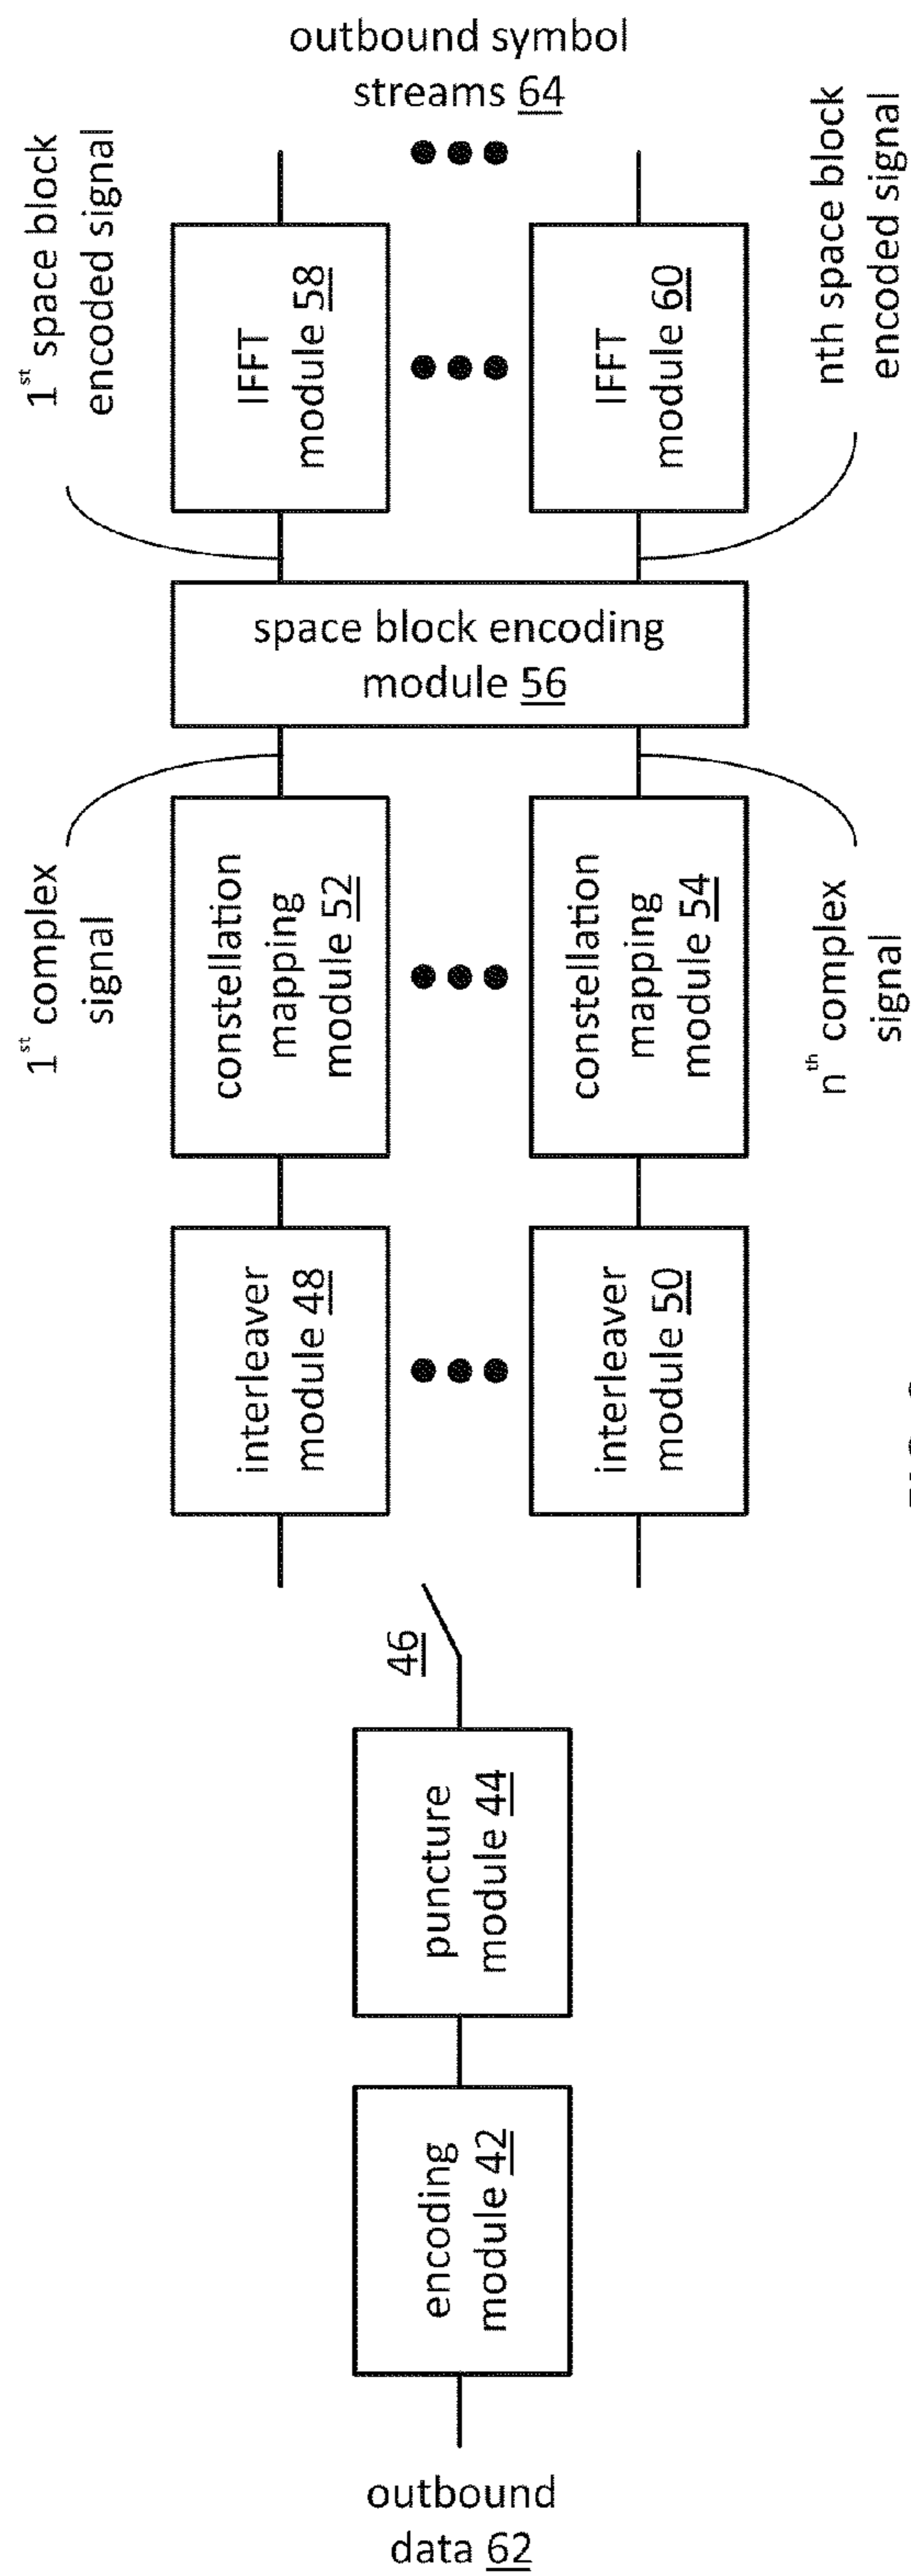 outbound
data 62
encoding
module 42
puncture
module 44
46
interleaver
module 48
interleaver
module 50
constellation
mapping
module 52
constellation
mapping
module 54
1st complex
signal
nth complex
signal
space block encoding
module 56
1st space block
encoded signal
nth space block
encoded signal
IFFT
module 58
IFFT
module 60
outbound symbol
streams 64